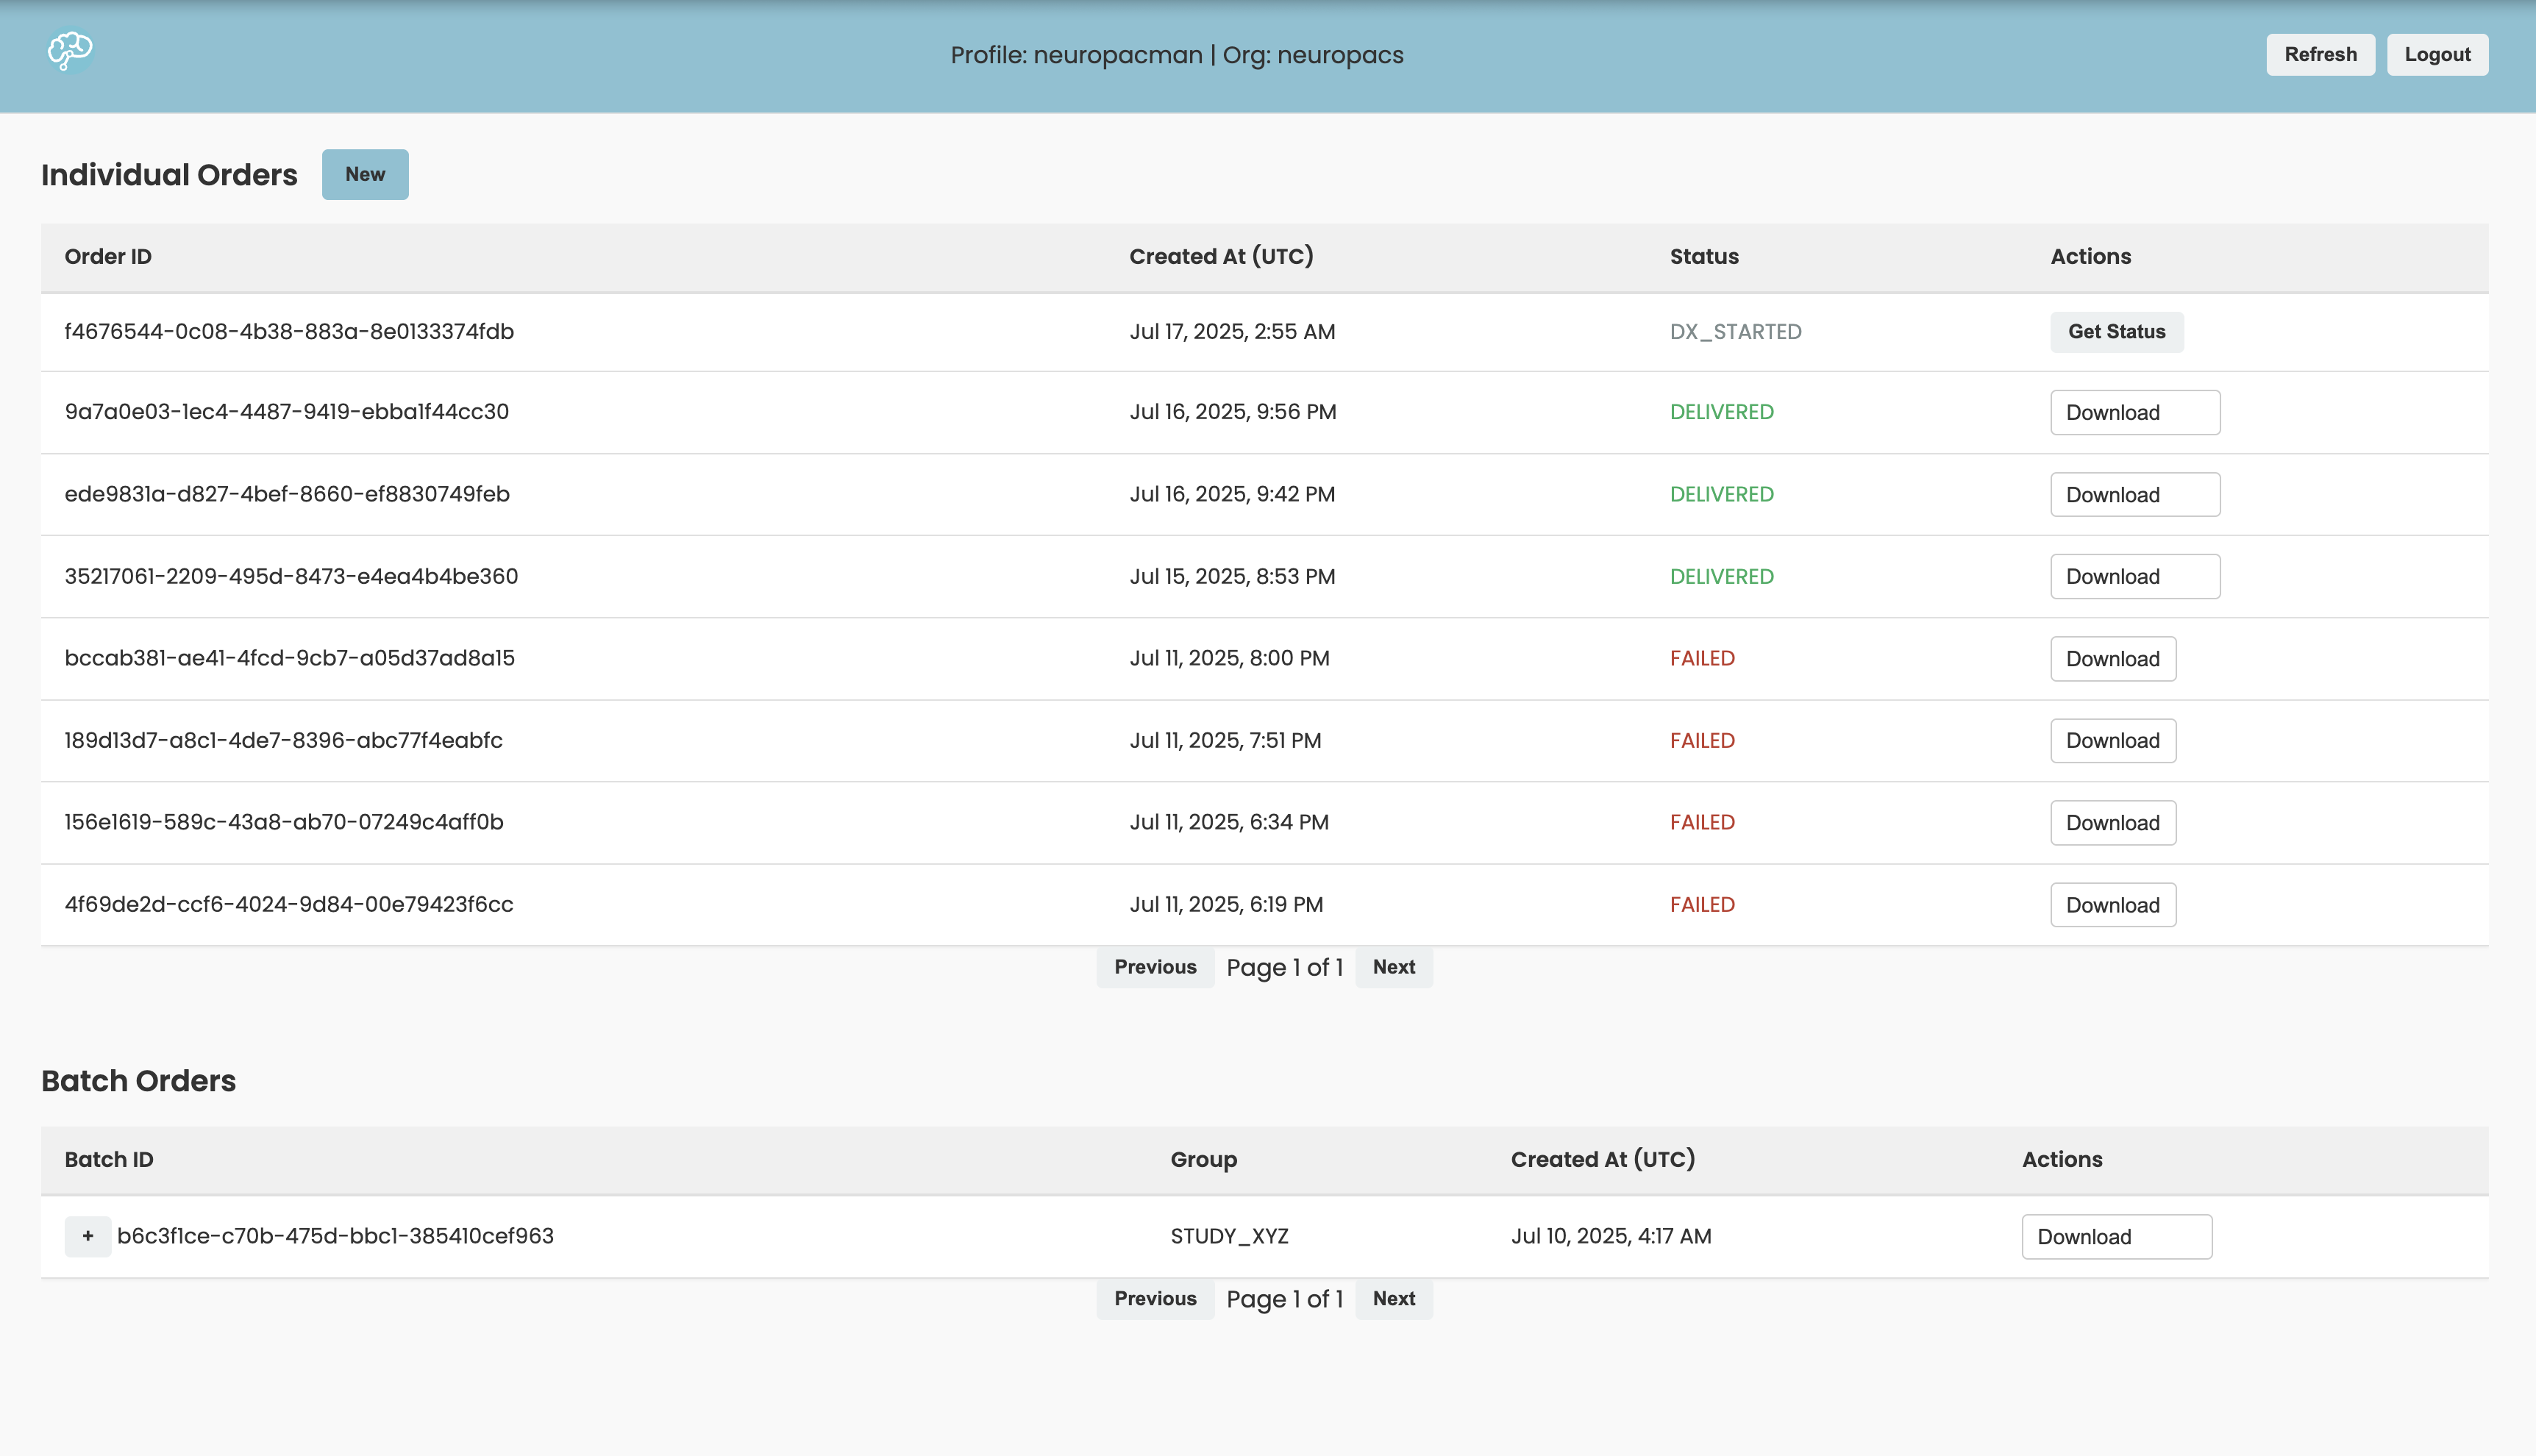 Profile: neuropacman | Org: neuropacs
Refresh
Logout
Individual Orders
New
Order ID Created At (UTC) Status Actions
f4676544-0c08-4b38-883a-8e0133374fdb Jul 17, 2025, 2:55 AM DX_STARTED Get Status
9a7a0e03-1ec4-4487-9419-ebba1f44cc30 Jul 16, 2025, 9:56 PM DELIVERED Download
ede9831a-d827-4bef-8660-ef8830749feb Jul 16, 2025, 9:42 PM DELIVERED Download
35217061-2209-495d-8473-e4ea4b4be360 Jul 15, 2025, 8:53 PM DELIVERED Download
bccab381-ae41-4fcd-9cb7-a05d37ad8a15 Jul 11, 2025, 8:00 PM FAILED Download
189d13d7-a8c1-4de7-8396-abc77f4eabfc Jul 11, 2025, 7:51 PM FAILED Download
156e1619-589c-43a8-ab70-07249c4aff0b Jul 11, 2025, 6:34 PM FAILED Download
4f69de2d-ccf6-4024-9d84-00e79423f6cc Jul 11, 2025, 6:19 PM FAILED Download
Previous Page 1 of 1 Next
Batch Orders
Batch ID Group Created At (UTC) Actions
+ b6c3f1ce-c70b-475d-bbc1-385410cef963 STUDY_XYZ Jul 10, 2025, 4:17 AM Download
Previous Page 1 of 1 Next